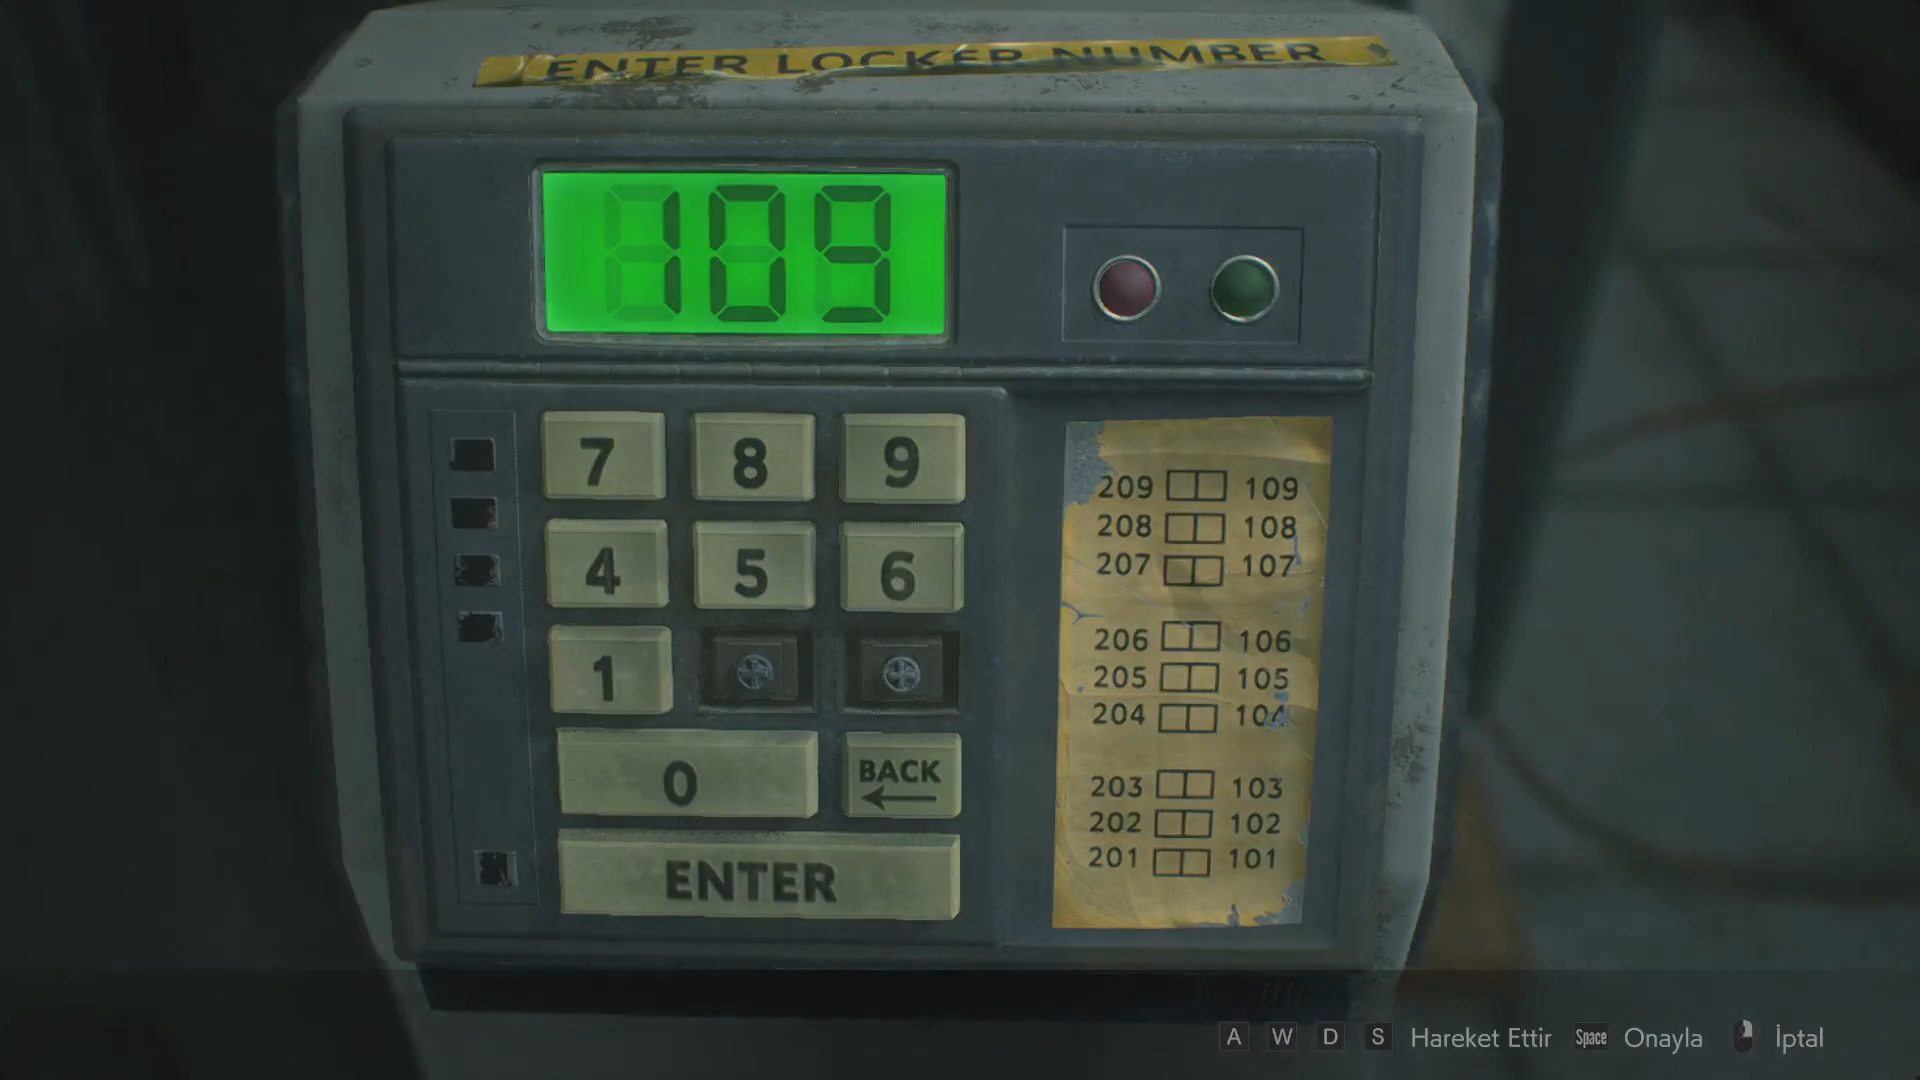 ENTER LOCKER NUMBER
109
7 8 9
4 5 6
1
0 BACK
ENTER
209 109
208 108
207 107
206 106
205 105
204 104
203 103
202 102
201 101
A W D S Hareket Ettir Space Onayla İptal